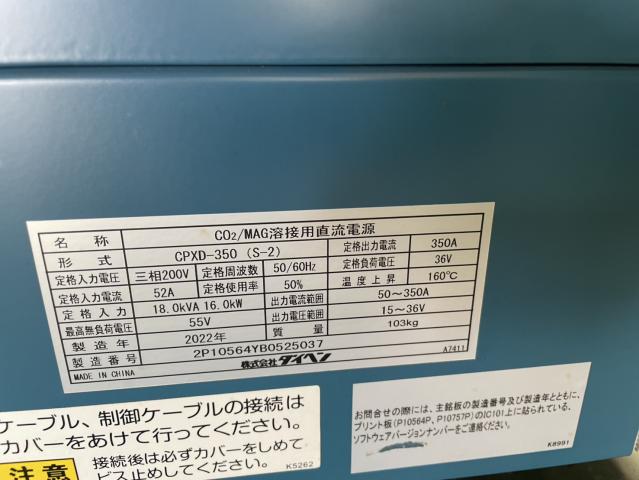 名称 CO2/MAG溶接用直流電源
形式 CPXD-350 (S-2) 定格出力電流 350A
定格入力電圧 三相200V 定格周波数 50/60Hz 定格負荷電圧 36V
定格入力電流 52A 定格使用率 50% 温度上昇 160℃
定格入力 18.0kVA 16.0kW 出力電流範囲 50〜350A
最高無負荷電圧 55V 出力電圧範囲 15〜36V
製造年 2022年 質量 103kg
製造番号 2P10564YB0525037
MADE IN CHINA 株式会社ダイヘン A7411
ケーブル、制御ケーブルの接続は
カバーをあけて行ってください。
注意 接続後は必ずカバーをしめて
ビス止めしてください。 K5262
お問合せの際には、主銘板の製造番号及び製造年とともに、
プリント板(P10564P、P10757P)のIC101上に貼られている、
ソフトウエアバージョンナンバーをご連絡ください。
K8991